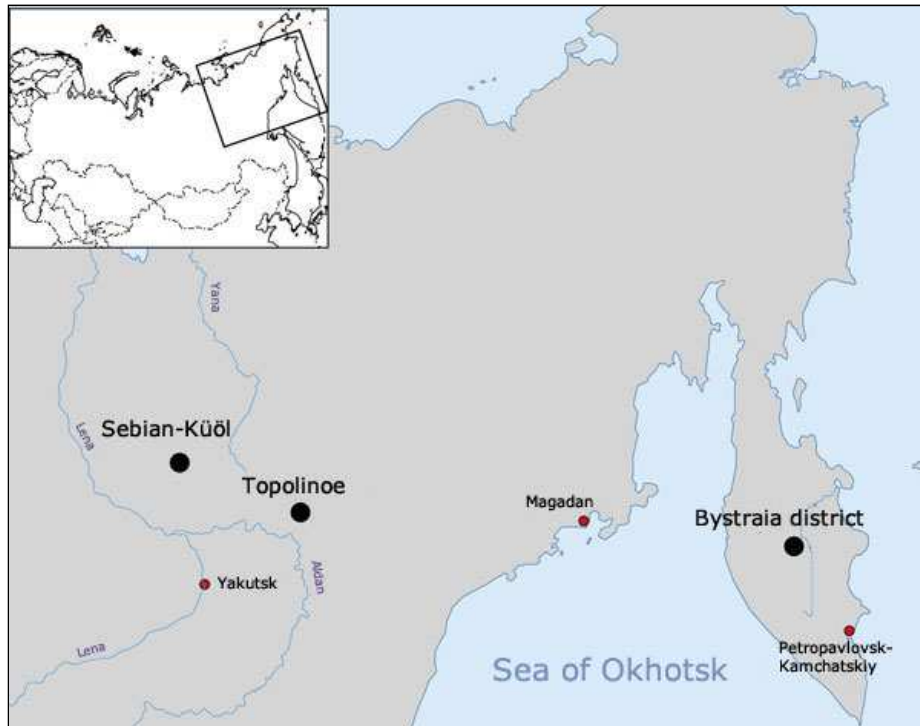 Yana
Lena
Sebian-Küöl
Topolinoe
Magadan
Bystraia district
Yakutsk
Aldan
Lena
Sea of Okhotsk
Petropavlovsk-
Kamchatskiy